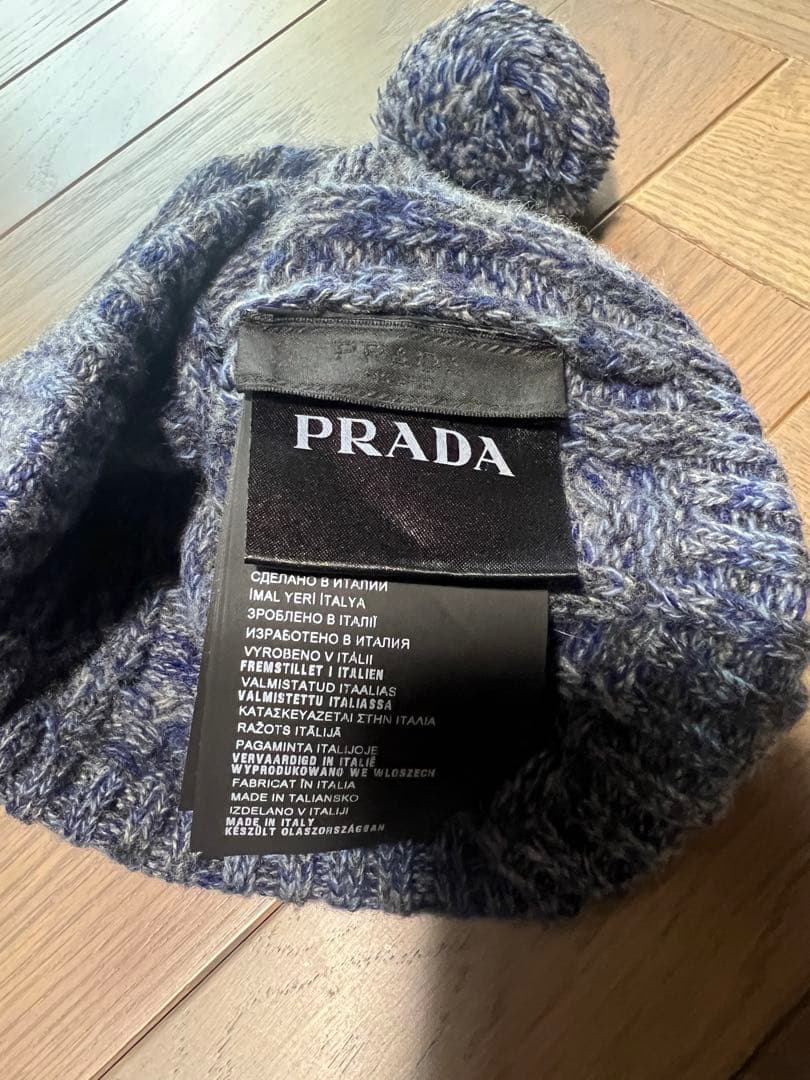 PRADA
PRADA
СДЕЛАНО В ИТАЛИИ
İMAL YERİ İTALYA
ЗРОБЛЕНО В ІТАЛІЇ
ИЗРАБОТЕНО В ИТАЛИЯ
VYROBENO V ITÁLII
FREMSTILLET I ITALIEN
VALMISTATUD ITAALIAS
VALMISTETTU ITALIASSA
ΚΑΤΑΣΚΕΥΑΖΕΤΑΙ ΣΤΗΝ ΙΤΑΛΙΑ
RAŽOTS ITĀLIJĀ
PAGAMINTA ITALIJOJE
VERVAARDIGD IN ITALIË
WYPRODUKOWANO WE WLOSZECH
FABRICAT ÎN ITALIA
MADE IN TALIANSKO
IZDELANO V ITALIJI
MADE IN ITALY
KÉSZÜLT OLASZORSZÁGBAN